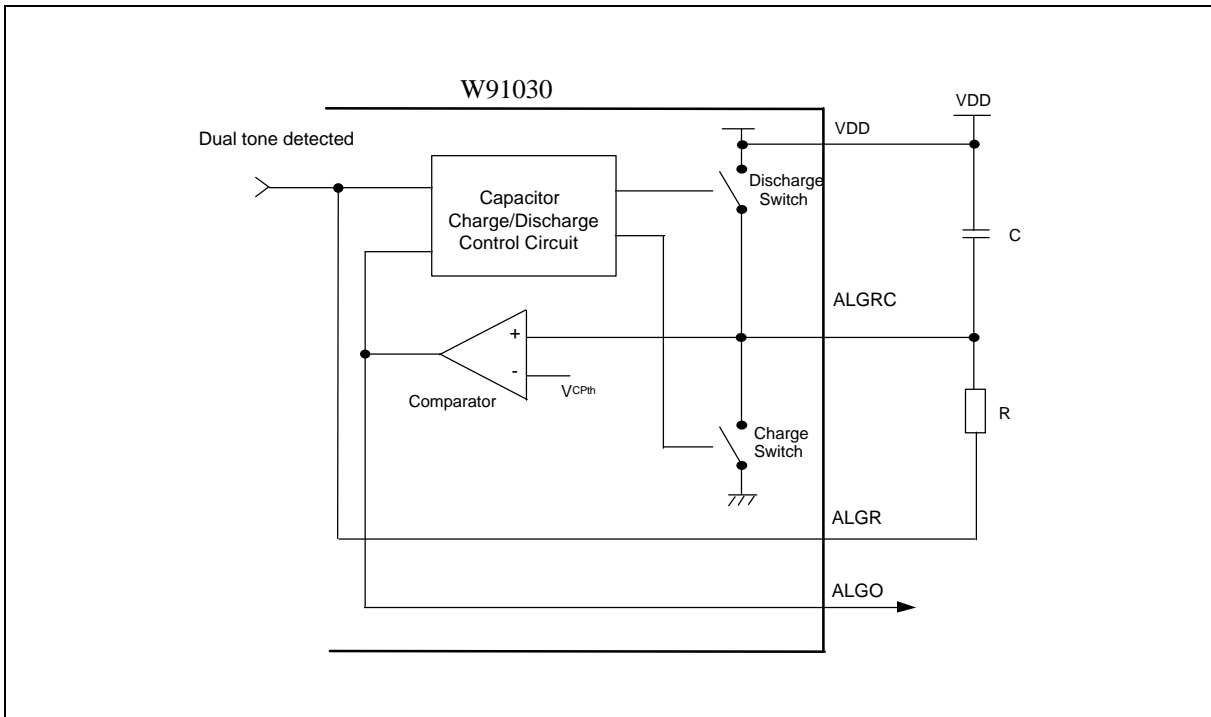 W91030
VDD
VDD
Dual tone detected
Discharge
Switch
Capacitor
Charge/Discharge
Control Circuit
C
ALGRC
+
-
VCPth
Comparator
Charge
Switch
R
ALGR
ALGO